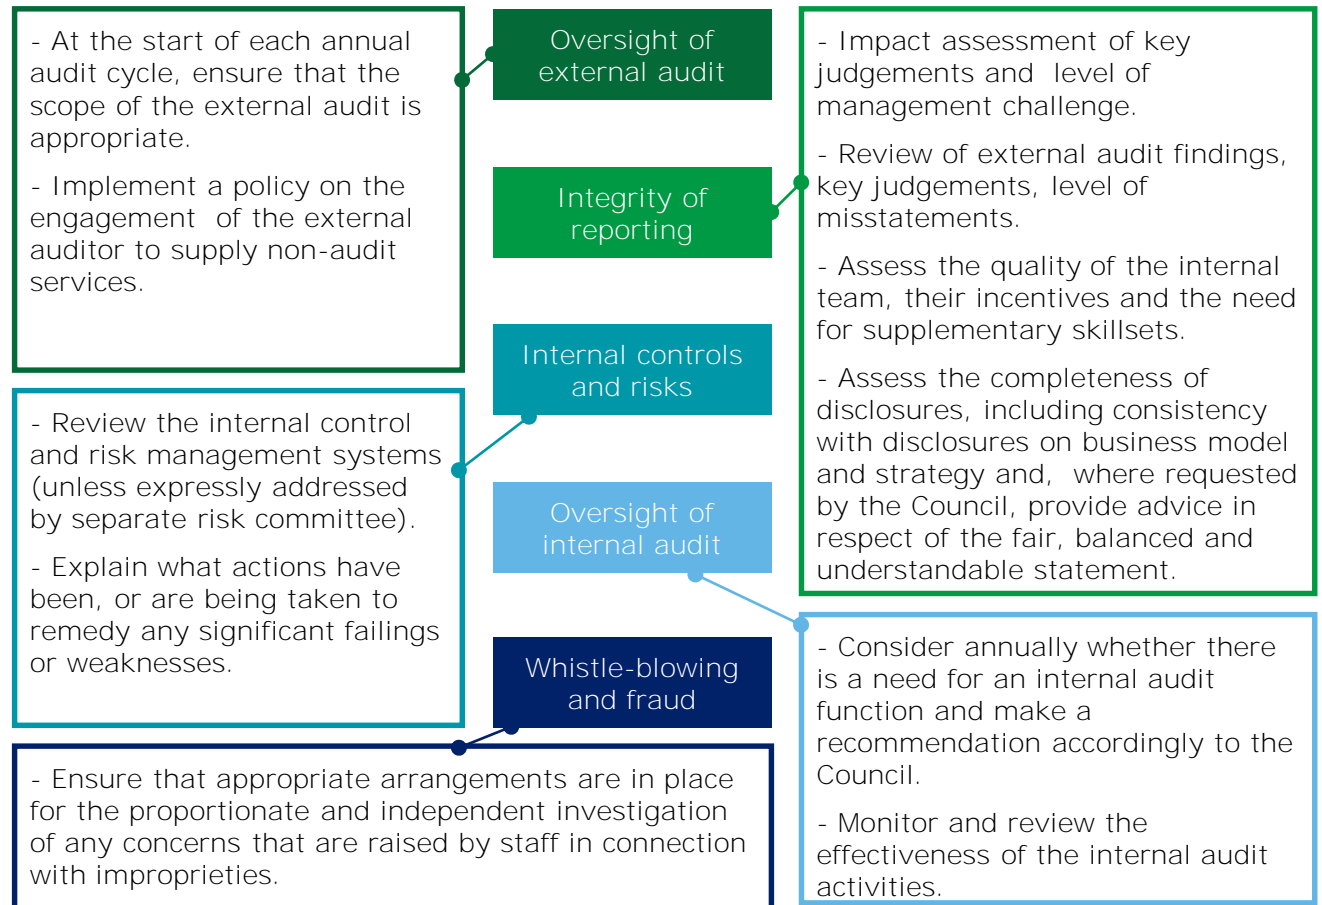 - At the start of each annual
audit cycle, ensure that the
scope of the external audit is
appropriate.
- Implement a policy on the
engagement  of the external
auditor to supply non-audit
services.
Oversight of
external audit
Integrity of
reporting
- Impact assessment of key
judgements and  level of
management challenge.
- Review of external audit findings,
key judgements, level of
misstatements.
- Assess the quality of the internal
team, their incentives and the need
for supplementary skillsets.
- Assess the completeness of
disclosures, including consistency
with disclosures on business model
and strategy and,  where requested
by the Council, provide advice in
respect of the fair, balanced and
understandable statement.
Internal controls
and risks
- Review the internal control
and risk management systems
(unless expressly addressed
by separate risk committee).
- Explain what actions have
been, or are being taken to
remedy any significant failings
or weaknesses.
Oversight of
internal audit
- Consider annually whether there
is a need for an internal audit
function and make a
recommendation accordingly to the
Council.
- Monitor and review the
effectiveness of the internal audit
activities.
Whistle-blowing
and fraud
- Ensure that appropriate arrangements are in place
for the proportionate and independent investigation
of any concerns that are raised by staff in connection
with improprieties.